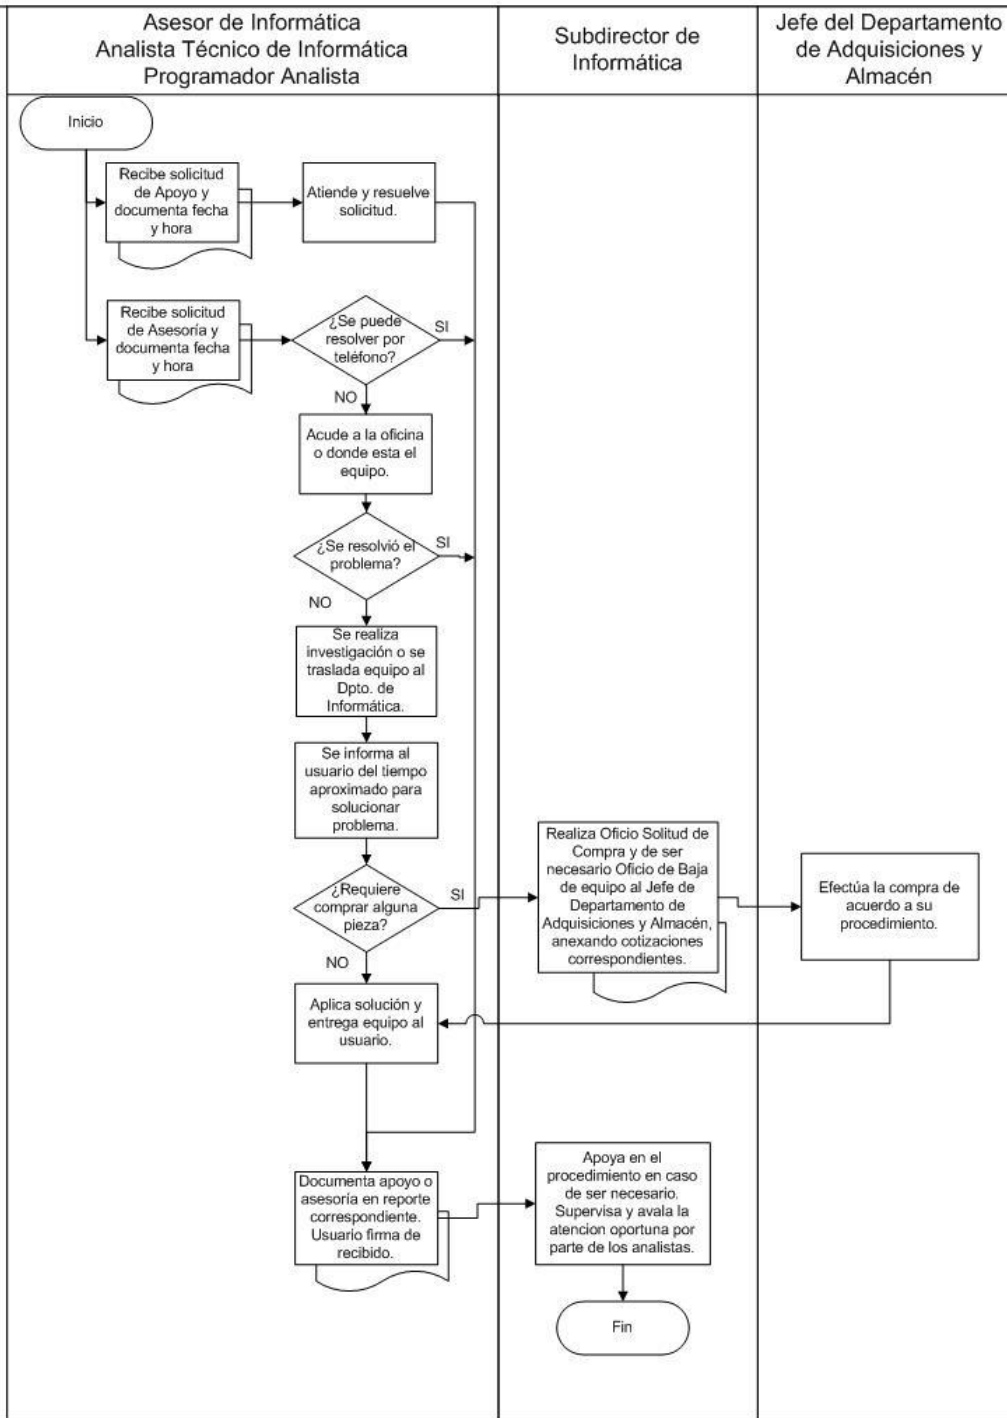 Asesor de Informática
Analista Técnico de Informática
Programador Analista
Subdirector de
Informática
Jefe del Departamento
de Adquisiciones y
Almacén
Inicio
Recibe solicitud
de Apoyo y
documenta fecha
y hora
Atiende y resuelve
solicitud.
Recibe solicitud
de Asesoría y
documenta fecha
y hora
¿Se puede
resolver por
teléfono?
SI
NO
Acude a la oficina
o donde esta el
equipo.
¿Se resolvió el
problema?
SI
NO
Se realiza
investigación o se
traslada equipo al
Dpto. de
Informática.
Se informa al
usuario del tiempo
aproximado para
solucionar
problema.
¿Requiere
comprar alguna
pieza?
SI
NO
Realiza Oficio Solitud de
Compra y de ser
necesario Oficio de Baja
de equipo al Jefe de
Departamento de
Adquisiciones y Almacén,
anexando cotizaciones
correspondientes.
Efectúa la compra de
acuerdo a su
procedimiento.
Aplica solución y
entrega equipo al
usuario.
Documenta apoyo o
asesoría en reporte
correspondiente.
Usuario firma de
recibido.
Apoya en el
procedimiento en caso
de ser necesario.
Supervisa y avala la
atencion oportuna por
parte de los analistas.
Fin